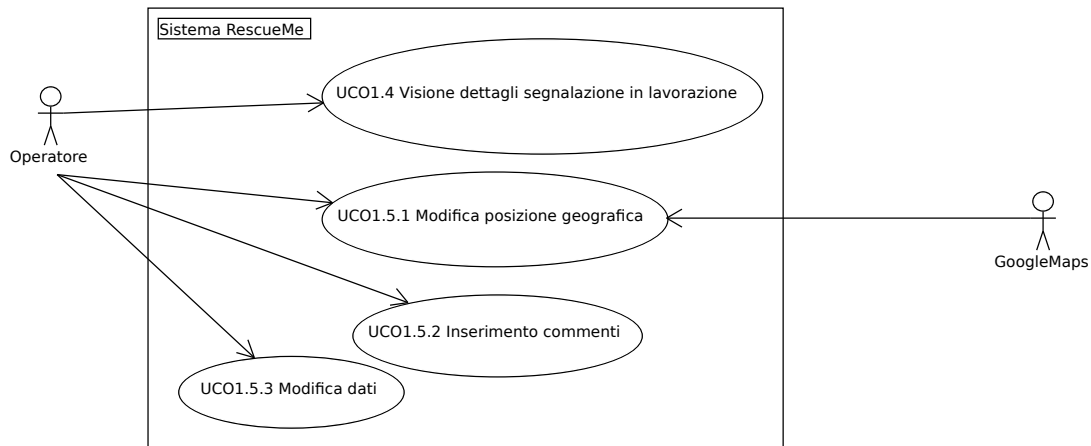 Sistema RescueMe
UCO1.4 Visione dettagli segnalazione in lavorazione
Operatore
UCO1.5.1 Modifica posizione geografica
GoogleMaps
UCO1.5.2 Inserimento commenti
UCO1.5.3 Modifica dati